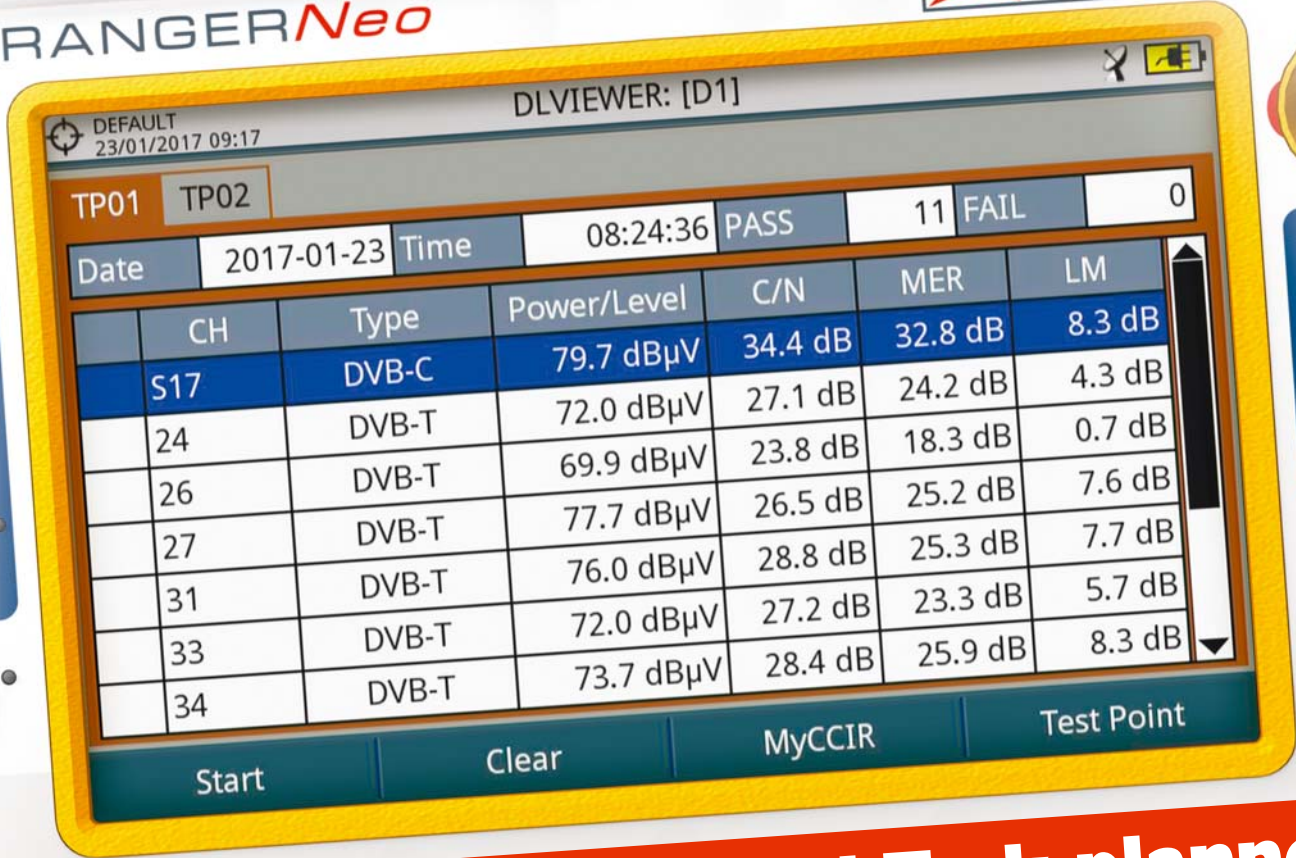 RANGERNeo
DEFAULT
23/01/2017 09:17
DLVIEWER: [D1]
TP01 TP02
Date 2017-01-23 Time 08:24:36 PASS 11 FAIL 0
CH Type Power/Level C/N MER LM
S17 DVB-C 79.7 dBµV 34.4 dB 32.8 dB 8.3 dB
24 DVB-T 72.0 dBµV 27.1 dB 24.2 dB 4.3 dB
26 DVB-T 69.9 dBµV 23.8 dB 18.3 dB 0.7 dB
27 DVB-T 77.7 dBµV 26.5 dB 25.2 dB 7.6 dB
31 DVB-T 76.0 dBµV 28.8 dB 25.3 dB 7.7 dB
33 DVB-T 72.0 dBµV 27.2 dB 23.3 dB 5.7 dB
34 DVB-T 73.7 dBµV 28.4 dB 25.9 dB 8.3 dB
Start Clear MyCCIR Test Point